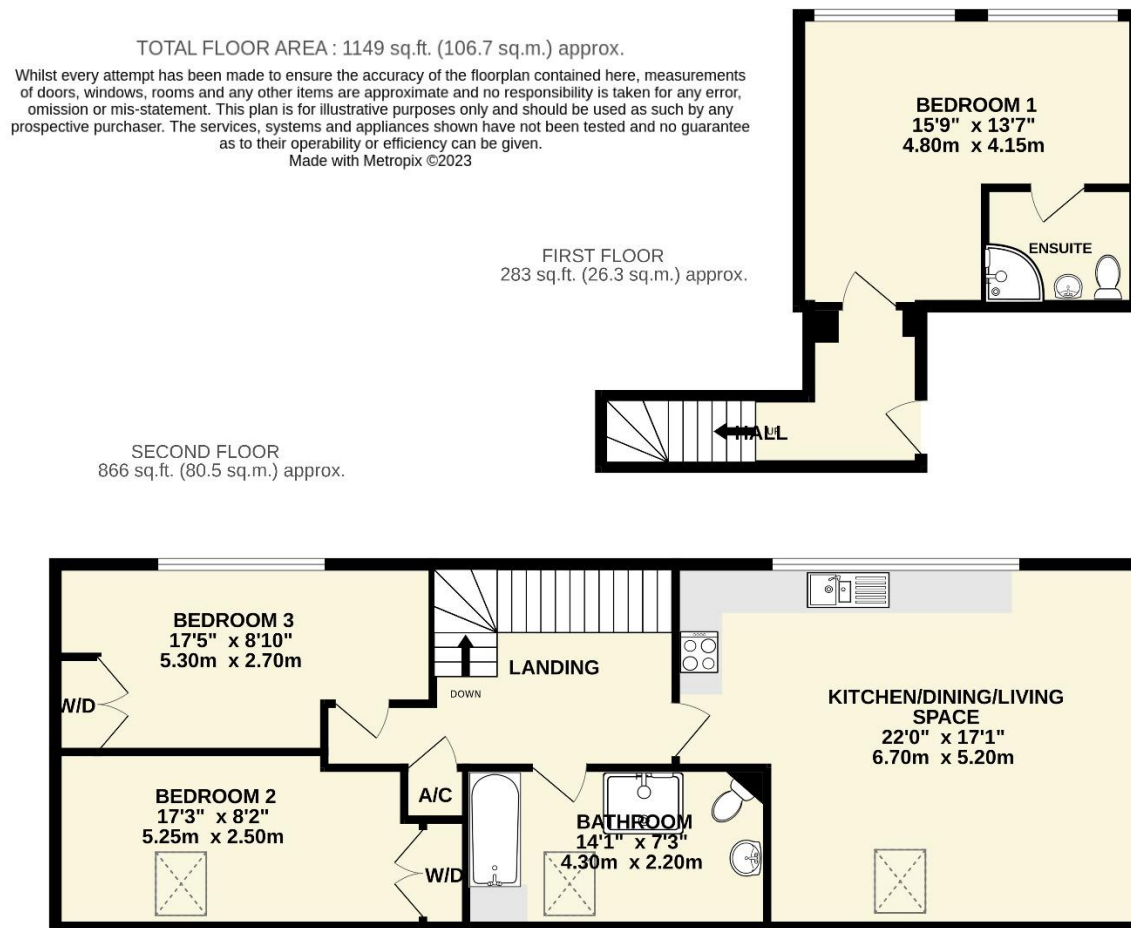 TOTAL FLOOR AREA : 1149 sq.ft. (106.7 sq.m.) approx.
Whilst every attempt has been made to ensure the accuracy of the floorplan contained here, measurements
of doors, windows, rooms and any other items are approximate and no responsibility is taken for any error,
omission or mis-statement. This plan is for illustrative purposes only and should be used as such by any
prospective purchaser. The services, systems and appliances shown have not been tested and no guarantee
as to their operability or efficiency can be given.
Made with Metropix ©2023
FIRST FLOOR
283 sq.ft. (26.3 sq.m.) approx.
BEDROOM 1
15'9" x 13'7"
4.80m x 4.15m
ENSUITE
UP
HALL
SECOND FLOOR
866 sq.ft. (80.5 sq.m.) approx.
BEDROOM 3
17'5" x 8'10"
5.30m x 2.70m
W/D
LANDING
DOWN
KITCHEN/DINING/LIVING
SPACE
22'0" x 17'1"
6.70m x 5.20m
BEDROOM 2
17'3" x 8'2"
5.25m x 2.50m
A/C
W/D
BATHROOM
14'1" x 7'3"
4.30m x 2.20m